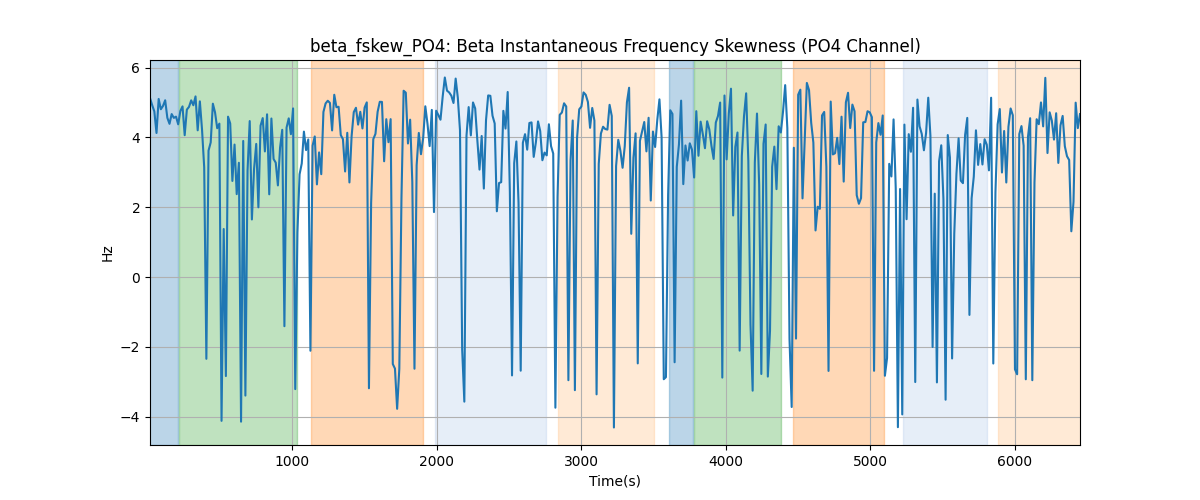 beta_fskew_PO4: Beta Instantaneous Frequency Skewness (PO4 Channel)
6
4
2
0
−2
−4
Hz
1000 2000 3000 4000 5000 6000
Time(s)